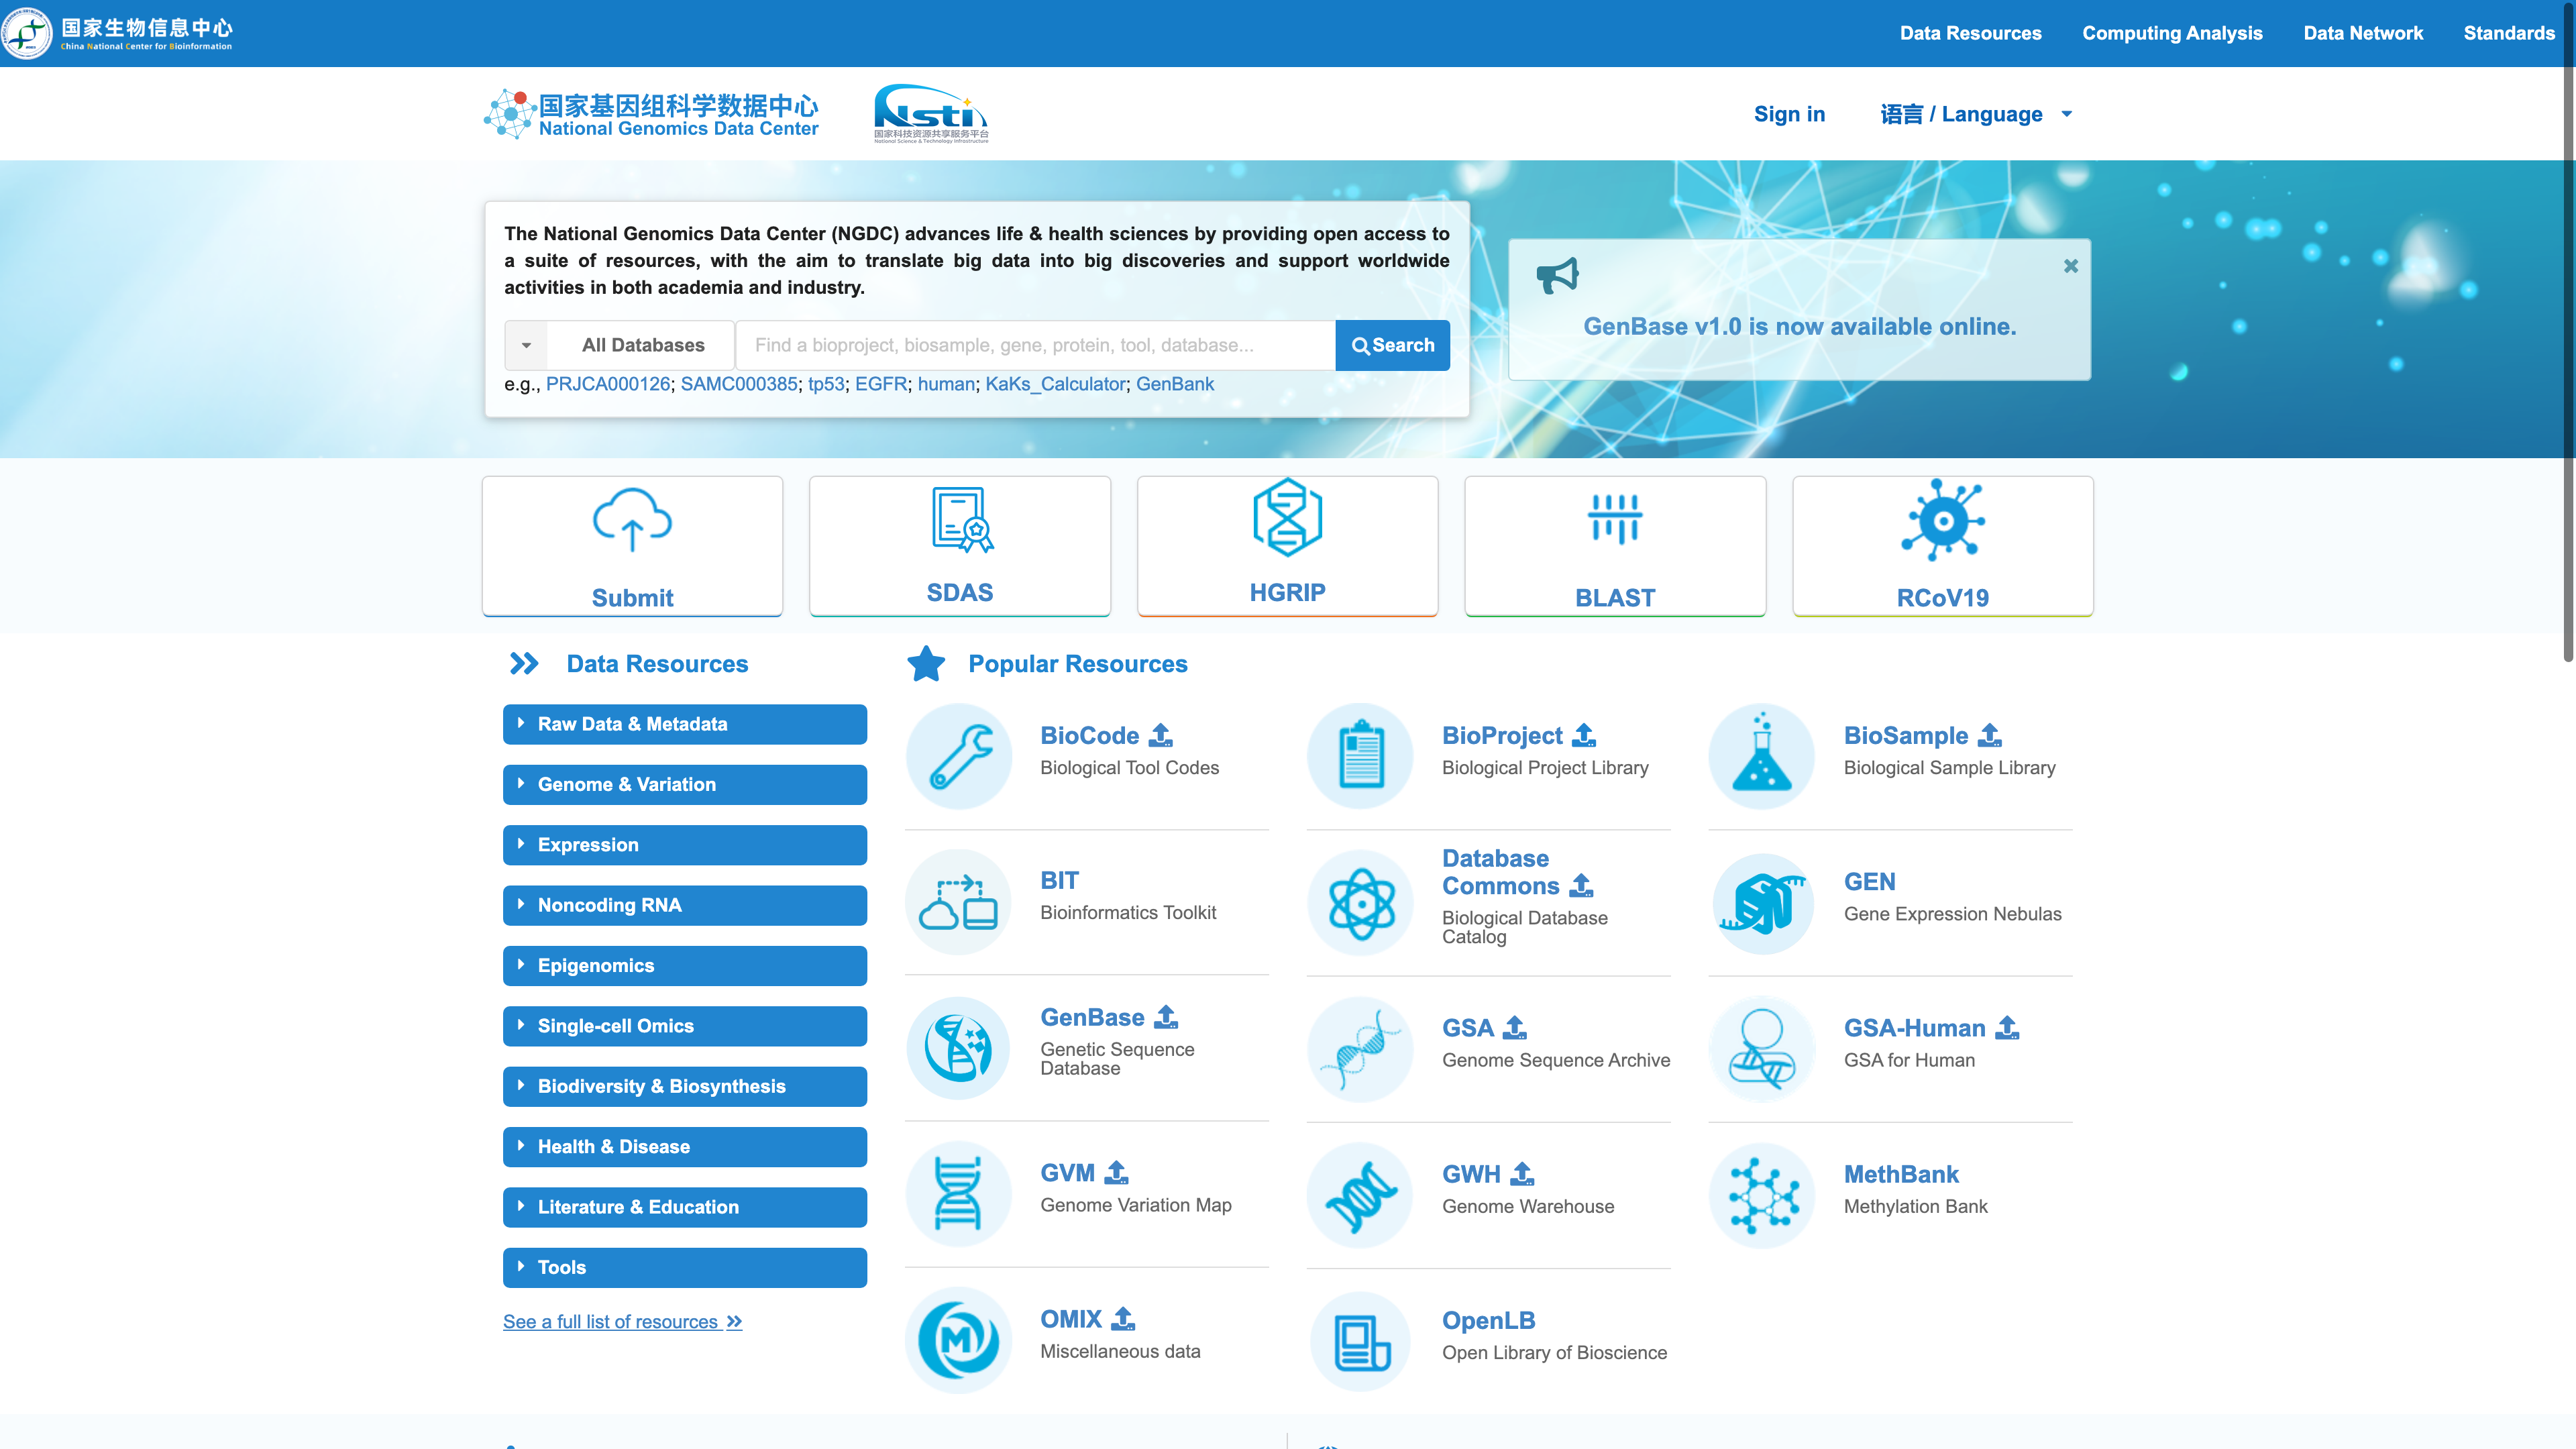 国家生物信息中心
China National Center for Bioinformation
Data Resources
Computing Analysis
Data Network
Standards
国家基因组科学数据中心
National Genomics Data Center
Nsti
国家科技资源共享服务平台
National Science & Technology Infrastructure
Sign in
语言 / Language
The National Genomics Data Center (NGDC) advances life & health sciences by providing open access to
a suite of resources, with the aim to translate big data into big discoveries and support worldwide
activities in both academia and industry.
All Databases
Find a bioproject, biosample, gene, protein, tool, database...
Search
e.g., PRJCA000126; SAMC000385; tp53; EGFR; human; KaKs_Calculator; GenBank
GenBase v1.0 is now available online.
Submit
SDAS
HGRIP
BLAST
RCoV19
Data Resources
Raw Data & Metadata
Genome & Variation
Expression
Noncoding RNA
Epigenomics
Single-cell Omics
Biodiversity & Biosynthesis
Health & Disease
Literature & Education
Tools
See a full list of resources
Popular Resources
BioCode
Biological Tool Codes
BioProject
Biological Project Library
BioSample
Biological Sample Library
BIT
Bioinformatics Toolkit
Database
Commons
Biological Database
Catalog
GEN
Gene Expression Nebulas
GenBase
Genetic Sequence
Database
GSA
Genome Sequence Archive
GSA-Human
GSA for Human
GVM
Genome Variation Map
GWH
Genome Warehouse
MethBank
Methylation Bank
OMIX
Miscellaneous data
OpenLB
Open Library of Bioscience